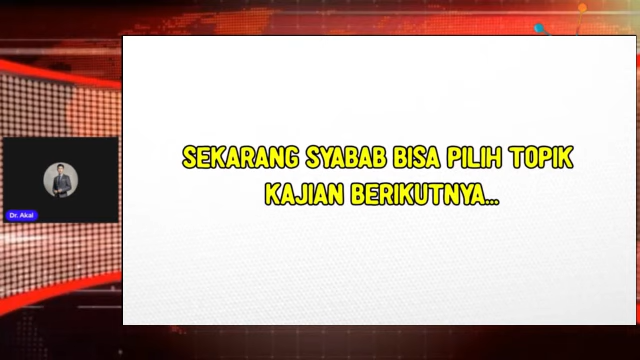 SEKARANG SYABAB BISA PILIH TOPIK
KAJIAN BERIKUTNYA...
Dr. Akal